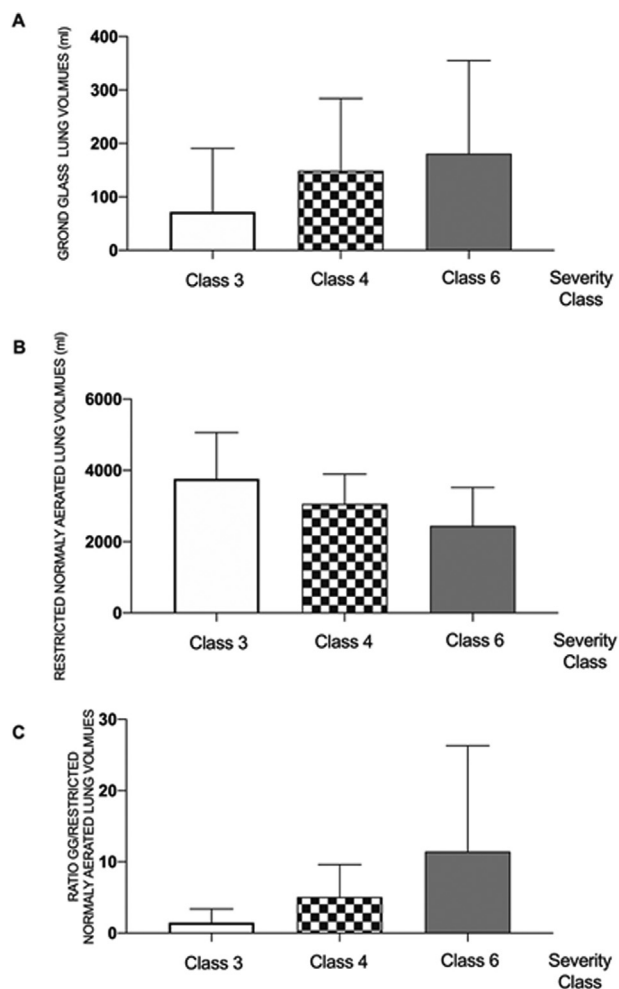 A
GROND GLASS LUNG VOLMUES (ml)
400
300
200
100
0
Class 3
Class 4
Class 6
Severity
Class
B
RESTRICTED NORMALY AERATED LUNG VOLMUES (ml)
6000
4000
2000
0
Class 3
Class 4
Class 6
Severity
Class
C
RATIO GG/RESTRICTED
NORMALY AERATED LUNG VOLMUES
30
20
10
0
Class 3
Class 4
Class 6
Severity
Class